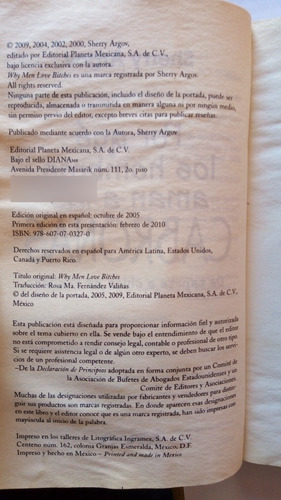 © 2009, 2004, 2002, 2000, Sherry Argov
editado por Editorial Planeta Mexicana, S.A. de C.V.,
bajo licencia exclusiva con la autora.
Why Men Love Bitches es una marca registrada por Sherry Argov.
All rights reserved.
Ninguna parte de esta publicación, incluido el diseño de la portada, puede ser
reproducida, almacenada o transmitida en manera alguna ni por ningún medio,
sin permiso previo del editor, excepto breves citas para publicar reseñas.
Publicado mediante acuerdo con la Autora, Sherry Argov
Editorial Planeta Mexicana, S.A. de C.V.
Bajo el sello DIANA
Avenida Presidente Masarik núm. 111, 2o. piso
Edición original en español: octubre de 2005
Primera edición en esta presentación: febrero de 2010
ISBN: 978-607-07-0327-0
Derechos reservados en español para América Latina, Estados Unidos,
Canadá y Puerto Rico.
Título original: Why Men Love Bitches
Traducción: Rosa Ma. Fernández Valiñas
© del diseño de la portada, 2005, 2009, Editorial Planeta Mexicana, S.A. de C.V.,
México
Esta publicación está diseñada para proporcionar información fiel y autorizada
sobre el tema cubierto en ella. Se vende bajo el entendimiento de que el editor
no está comprometido a rendir consejo legal, contable o profesional de otro tipo.
Si se requiere asistencia legal o de algún otro experto, se deben buscar los servi-
cios de un profesional competente.
–De la Declaración de Principios adoptada en forma conjunta por un Comité de
la Asociación de Bufetes de Abogados Estadounidenses y un
Comité de Editores y Asociaciones
Muchas de las designaciones utilizadas por fabricantes y vendedores para distin-
guir sus productos son marcas registradas. En donde aparecen esas designaciones
en este libro y el editor conoce que es una marca registrada, han sido impresas con
mayúscula al inicio de la palabra.
Impreso en los talleres de Litográfica Ingramex, S.A. de C.V.
Centeno núm. 162, colonia Granjas Esmeralda, México, D.F.
Impreso y hecho en México – Printed and made in Mexico